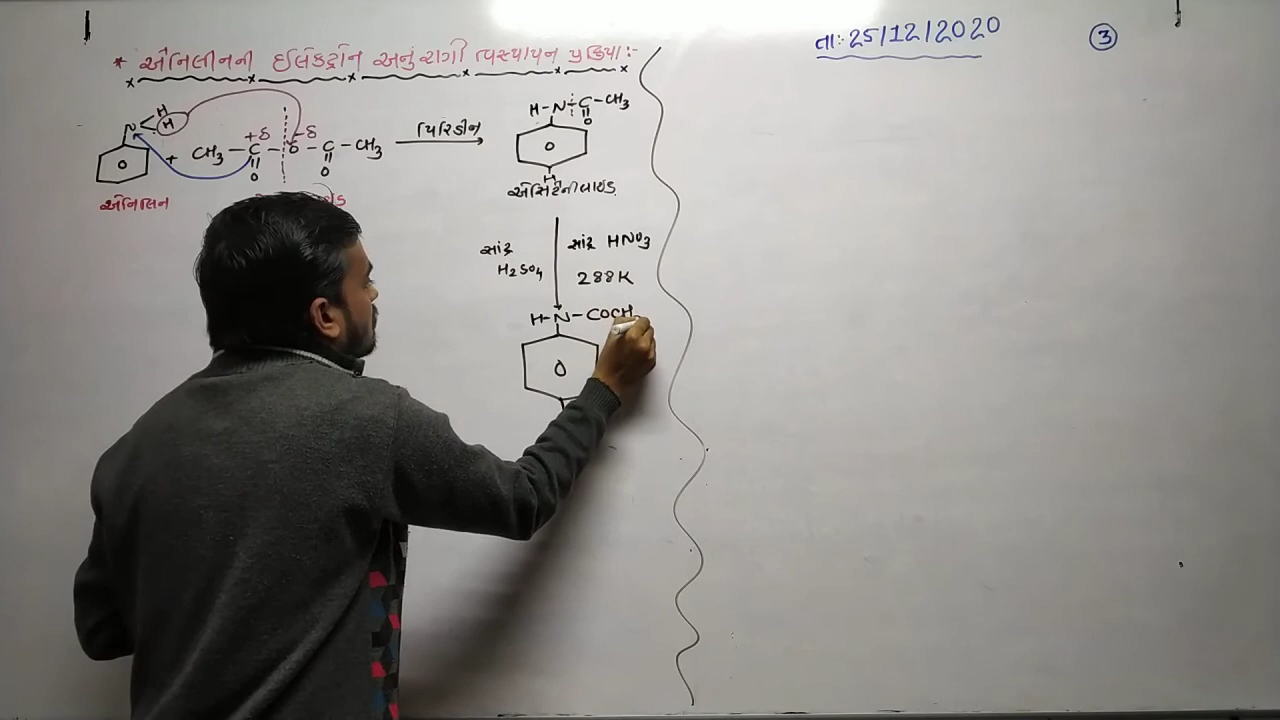 તા:- 25/12/2020
3
* એનિલીનની ઈલેક્ટ્રોન અનુરાગી વિસ્થાપન પ્રક્રિયા:-
H
N H
+δ -δ
+ CH3 - C - O - C - CH3
O O
પિરિડીન
એનિલિન
H-N-C-CH3
O
H
એસિટેનીલાઇડ
સાંદ્ર H2SO4
સાંદ્ર HNO3
288K
H-N-COCH